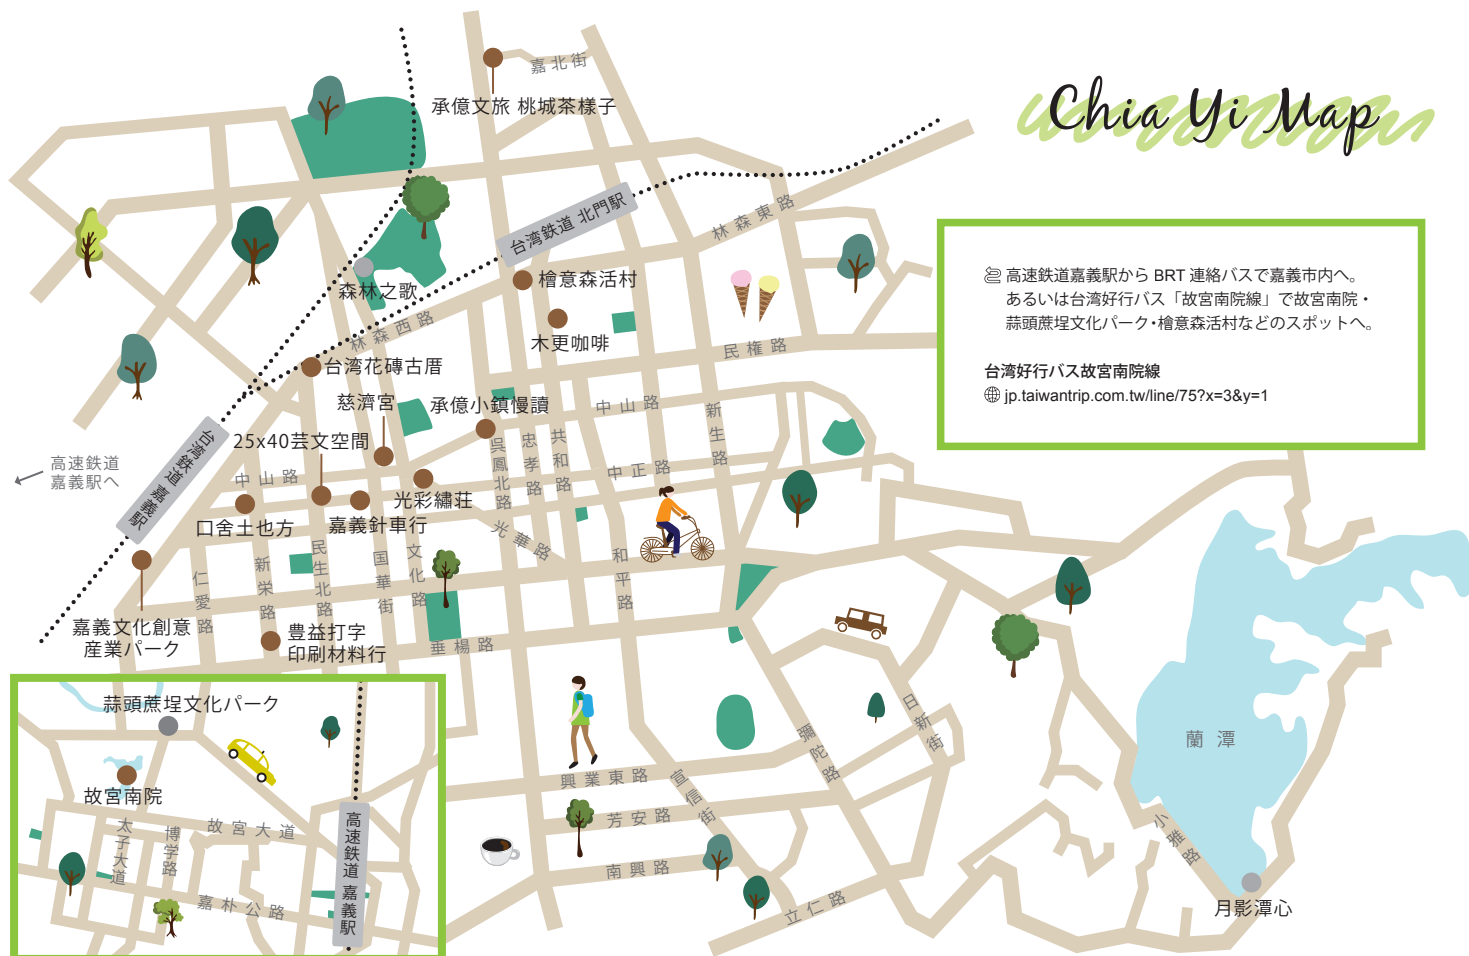 Chia Yi Map
嘉北街
承億文旅 桃城茶樣子
台湾鉄道 北門駅
林森東路
高速鉄道嘉義駅から BRT 連絡バスで嘉義市内へ。
あるいは台湾好行バス「故宮南院線」で故宮南院・
蒜頭蔗埕文化パーク・檜意森活村などのスポットへ。
台湾好行バス故宮南院線
jp.taiwantrip.com.tw/line/75?x=3&y=1
森林之歌
檜意森活村
林森西路
木更咖啡
民権路
台湾花磚古厝
慈濟宮
承億小鎮慢讀
中山路
新生路
25x40芸文空間
台湾鉄道 嘉義駅
高速鉄道
嘉義駅へ
中山路
呉鳳北路
忠孝路
共和路
中正路
光彩繡荘
口舎土也方
嘉義針車行
光華路
仁愛路
新栄路
民生北路
国華街
文化路
和平路
嘉義文化創意
産業パーク
豊益打字
印刷材料行
垂楊路
蒜頭蔗埕文化パーク
故宮南院
太子大道
博学路
故宮大道
高速鉄道 嘉義駅
嘉朴公路
興業東路
宣信街
彌陀路
日新街
芳安路
南興路
立仁路
蘭潭
小雅路
月影潭心